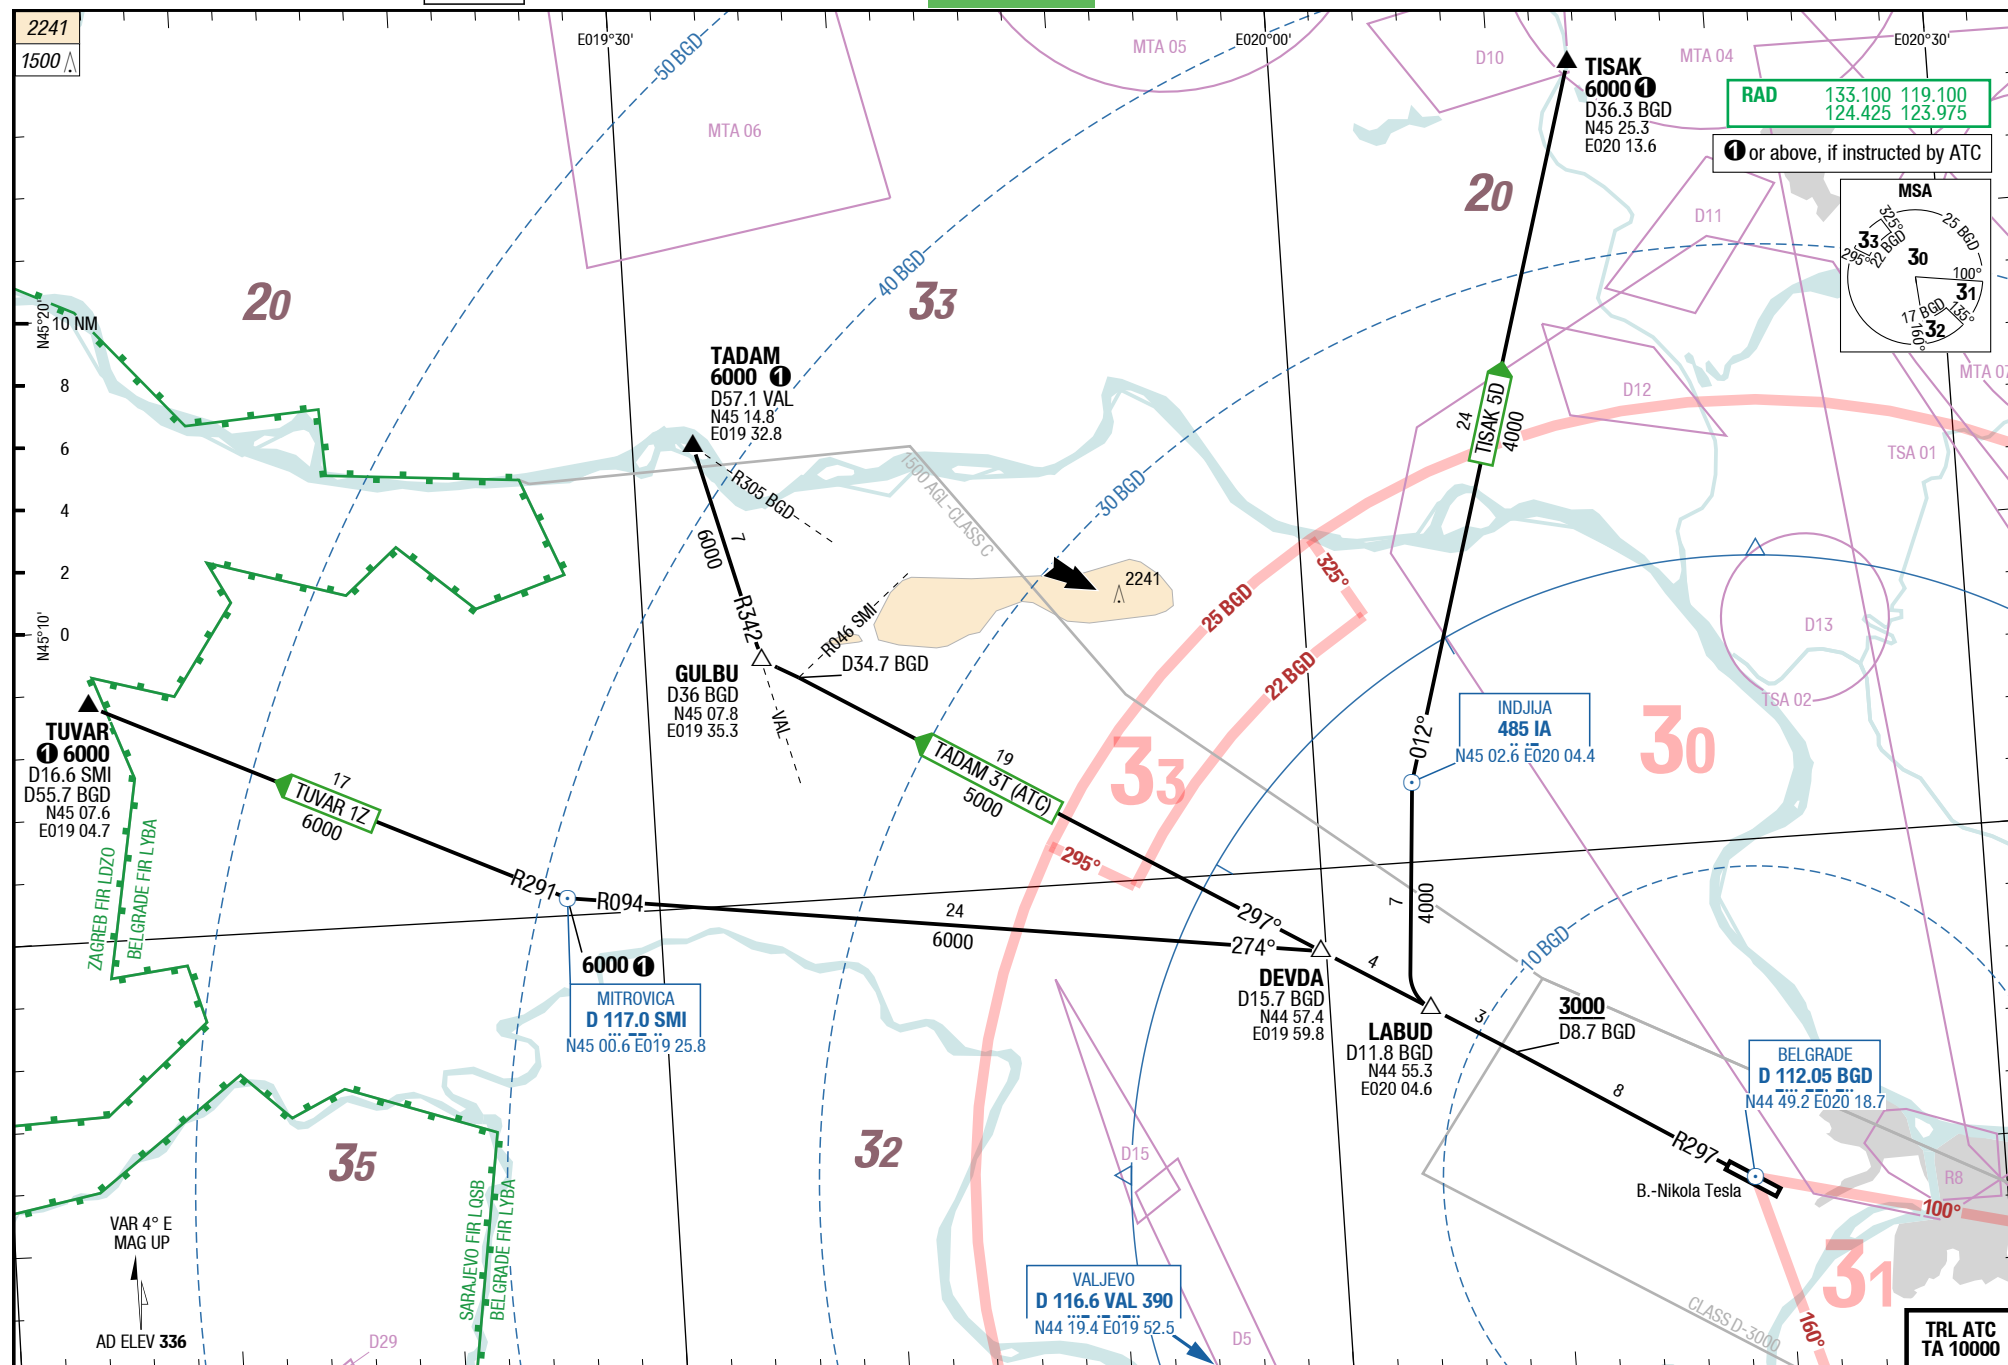 2241
1500
E019°30'
50 BGD
MTA 05
E020°00'
D10
MTA 04
E020°30'
TISAK
6000 ❶
D36.3 BGD
N45 25.3
E020 13.6
RAD 133.100 119.100
124.425 123.975
❶ or above, if instructed by ATC
MSA
325°
25 BGD
33
22 BGD
295°
30
100°
31
17 BGD
135°
32
160°
MTA 06
20
D11
20
40 BGD
33
N45°20'
10 NM
8
6
4
2
0
N45°10'
TADAM
6000 ❶
D57.1 VAL
N45 14.8
E019 32.8
R305 BGD
7
6000
R342
VAL
1500 AGL-CLASS C
30 BGD
24
TISAK 5D
4000
D12
MTA 07
TSA 01
2241
R046 SMI
D34.7 BGD
GULBU
D36 BGD
N45 07.8
E019 35.3
25 BGD
325°
22 BGD
D13
TSA 02
TUVAR
❶ 6000
D16.6 SMI
D55.7 BGD
N45 07.6
E019 04.7
17
TUVAR 1Z
6000
19
TADAM 3T (ATC)
5000
33
295°
012°
INDJIJA
485 IA
N45 02.6 E020 04.4
30
ZAGREB FIR LDZO
BELGRADE FIR LYBA
R291
R094
24
6000
297°
274°
7
4000
6000 ❶
MITROVICA
D 117.0 SMI
N45 00.6 E019 25.8
DEVDA
D15.7 BGD
N44 57.4
E019 59.8
4
10 BGD
LABUD
D11.8 BGD
N44 55.3
E020 04.6
3
3000
D8.7 BGD
8
BELGRADE
D 112.05 BGD
N44 49.2 E020 18.7
R297
B.-Nikola Tesla
R8
100°
35
32
D15
SARAJEVO FIR LQSB
BELGRADE FIR LYBA
VAR 4° E
MAG UP
AD ELEV 336
D29
VALJEVO
D 116.6 VAL 390
N44 19.4 E019 52.5
D5
CLASS D-3000
160°
31
TRL ATC
TA 10000